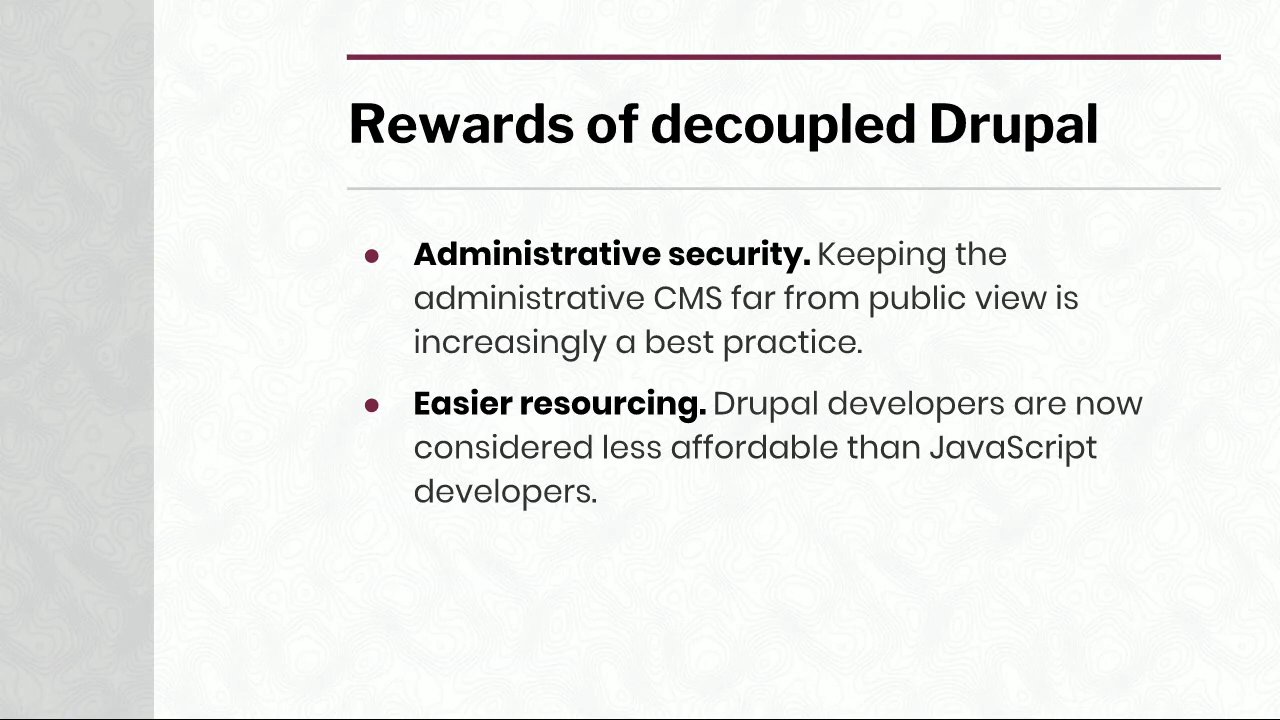 Rewards of decoupled Drupal
● Administrative security. Keeping the
administrative CMS far from public view is
increasingly a best practice.
● Easier resourcing. Drupal developers are now
considered less affordable than JavaScript
developers.